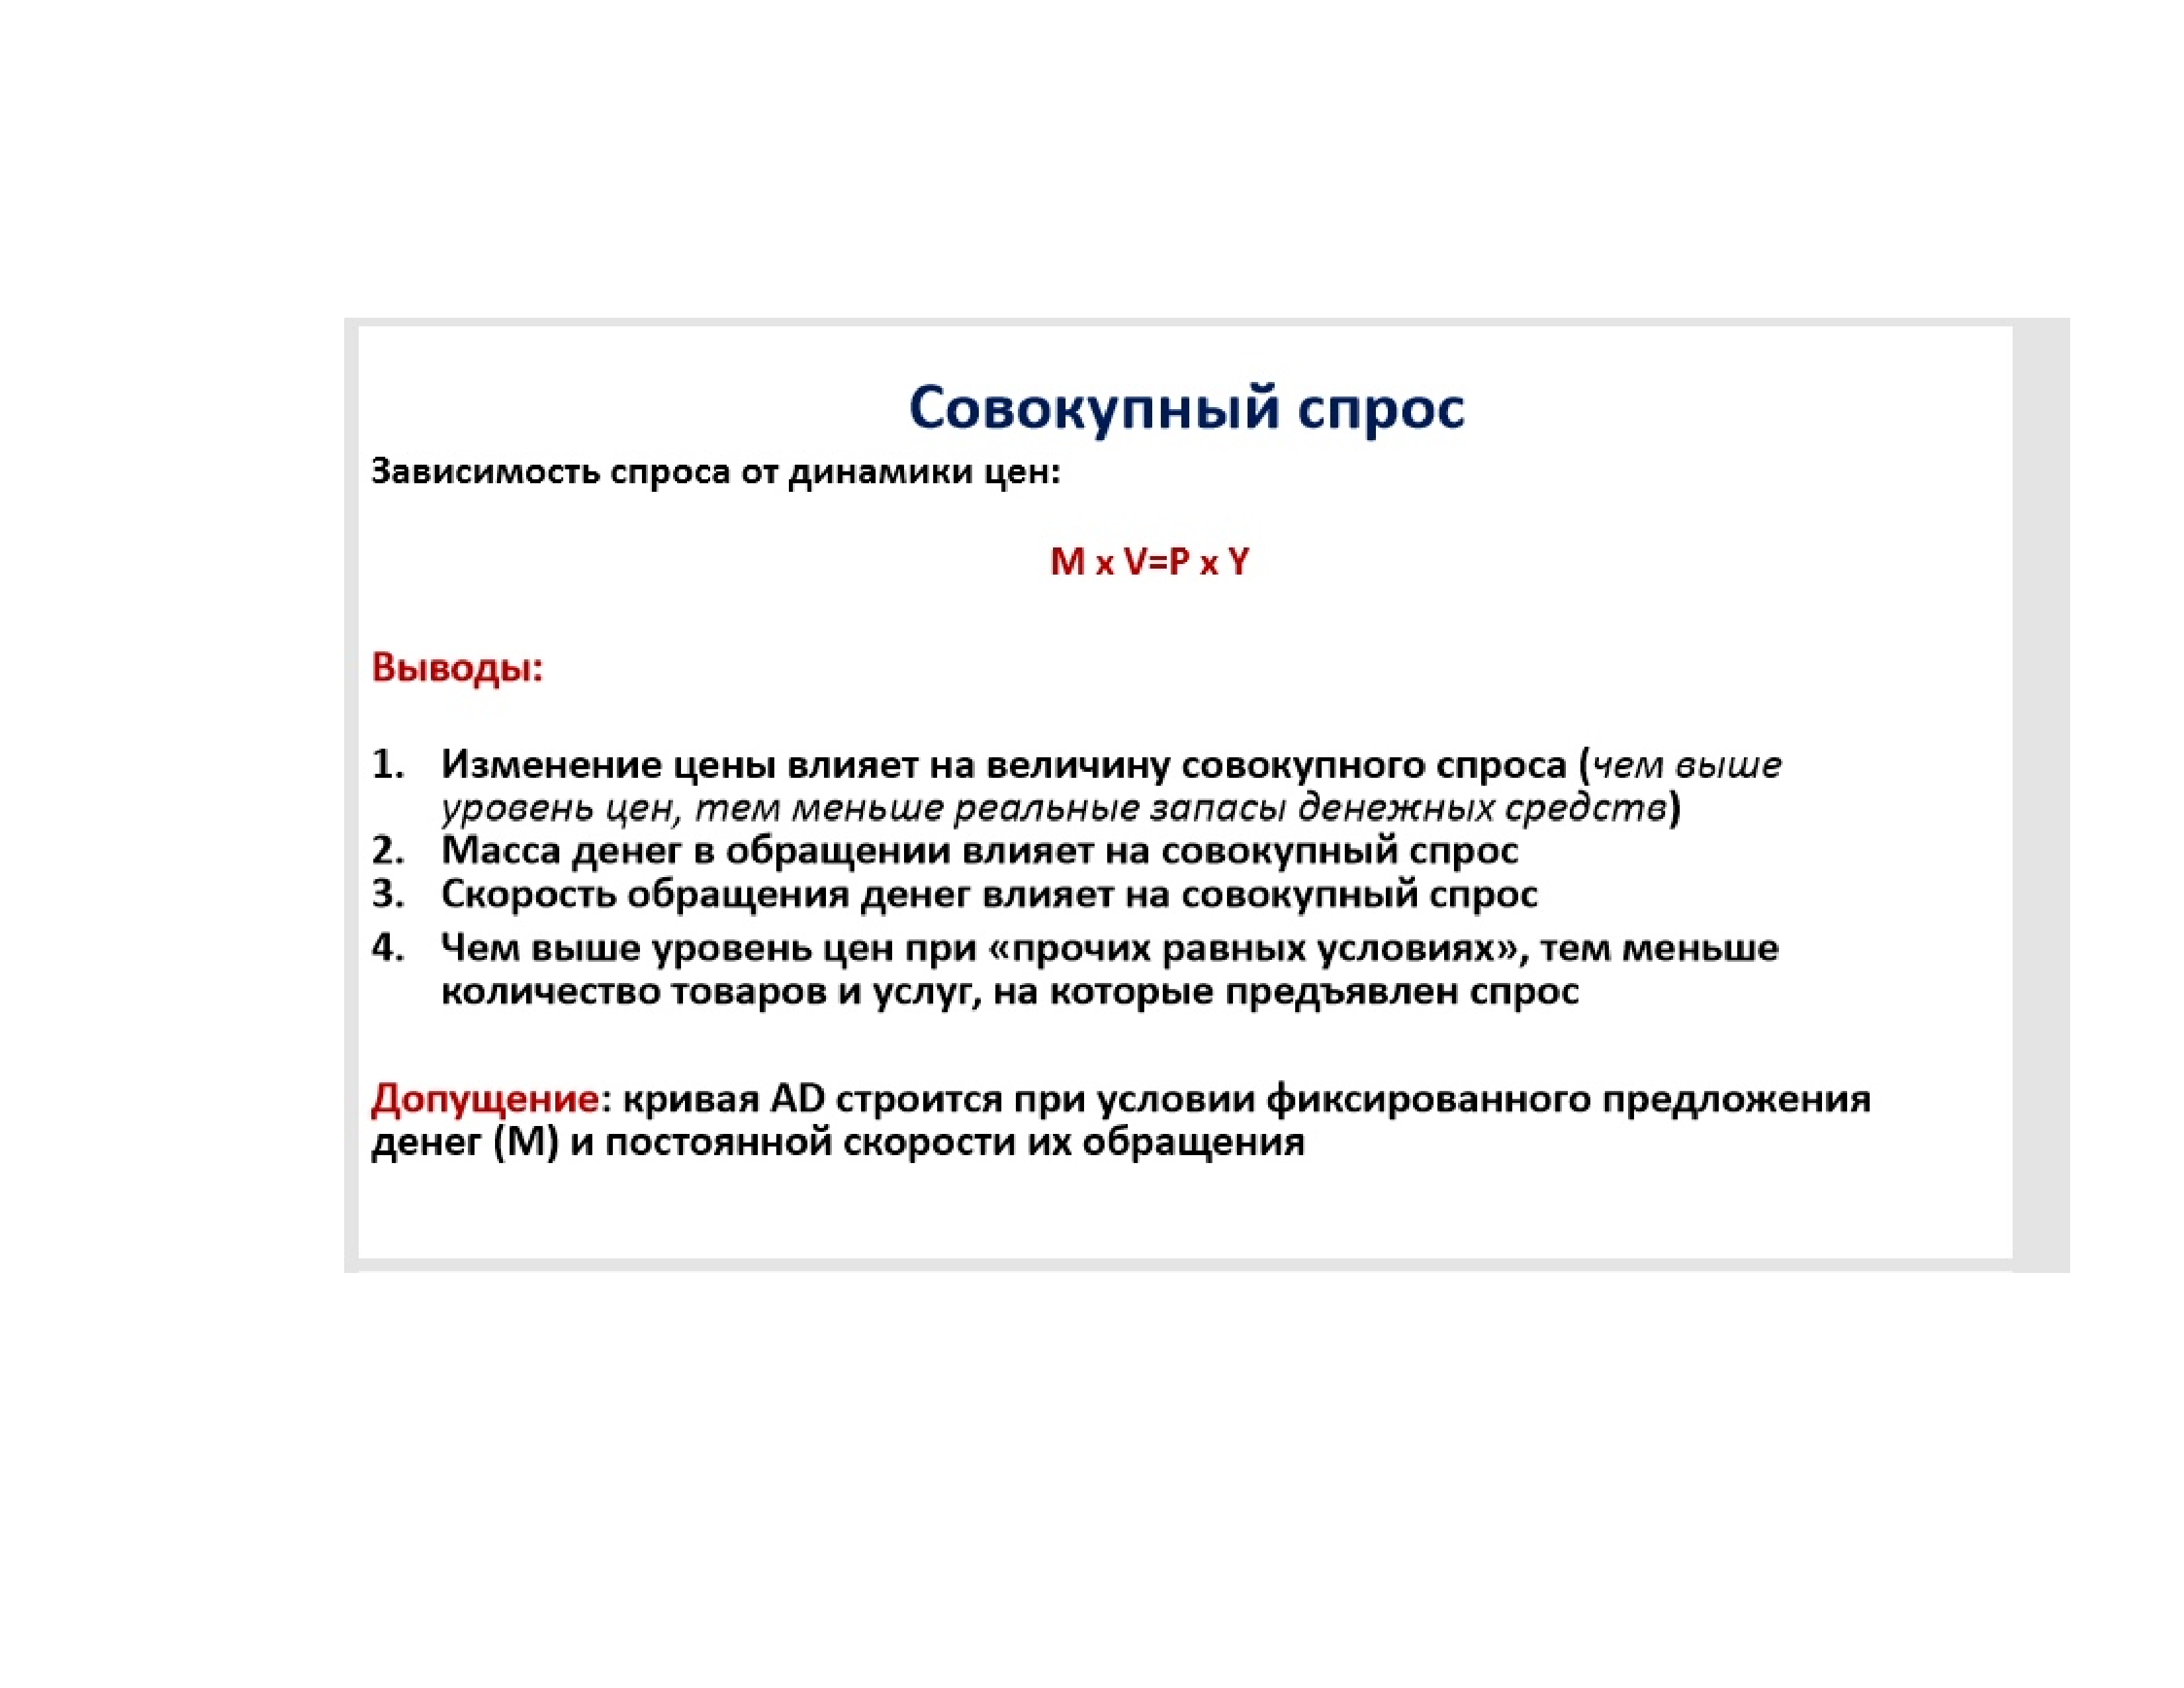 Совокупный спрос
Зависимость спроса от динамики цен:
М х V=P х Y
Выводы:
1. Изменение цены влияет на величину совокупного спроса (чем выше
уровень цен, тем меньше реальные запасы денежных средств)
2. Масса денег в обращении влияет на совокупный спрос
3. Скорость обращения денег влияет на совокупный спрос
4. Чем выше уровень цен при «прочих равных условиях», тем меньше
количество товаров и услуг, на которые предъявлен спрос
Допущение: кривая AD строится при условии фиксированного предложения
денег (М) и постоянной скорости их обращения